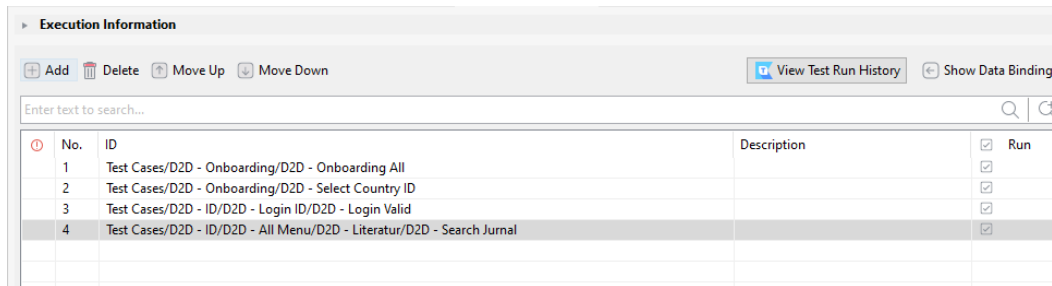 Execution Information
Add Delete Move Up Move Down View Test Run History Show Data Binding
Enter text to search...
No. ID Description Run
1 Test Cases/D2D - Onboarding/D2D - Onboarding All
2 Test Cases/D2D - Onboarding/D2D - Select Country ID
3 Test Cases/D2D - ID/D2D - Login ID/D2D - Login Valid
4 Test Cases/D2D - ID/D2D - All Menu/D2D - Literatur/D2D - Search Jurnal